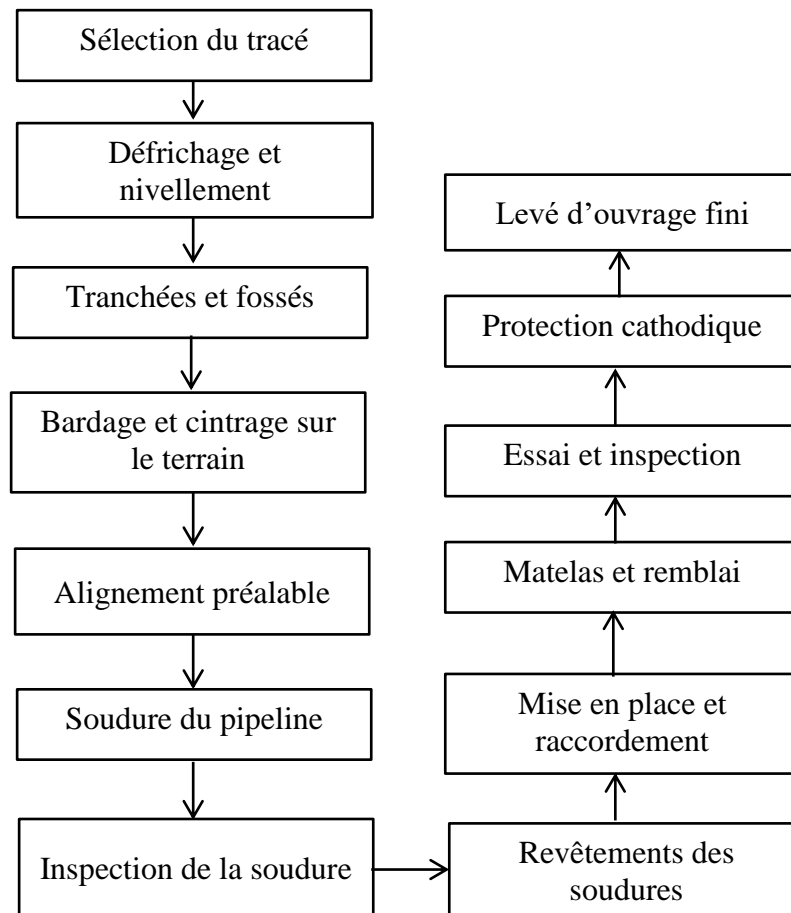 Sélection du tracé
Défrichage et
nivellement
Tranchées et fossés
Bardage et cintrage sur
le terrain
Alignement préalable
Soudure du pipeline
Inspection de la soudure
Revêtements des
soudures
Mise en place et
raccordement
Matelas et remblai
Essai et inspection
Protection cathodique
Levé d’ouvrage fini